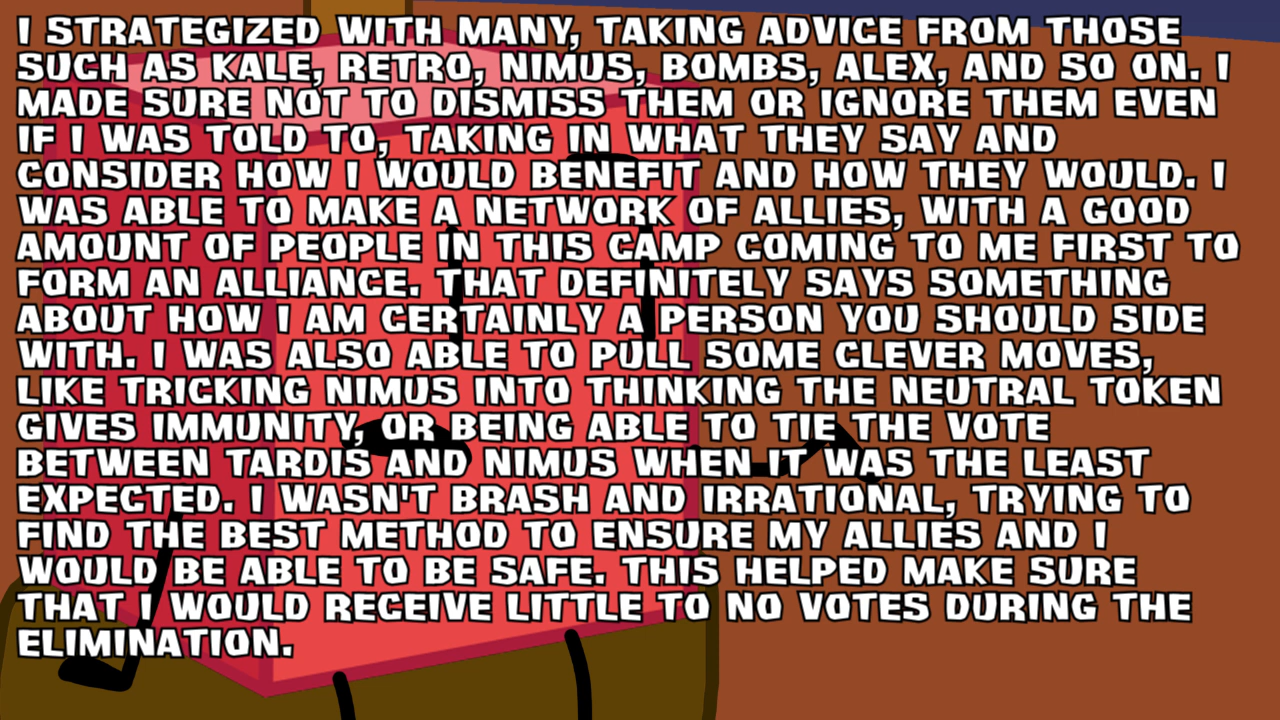 I STRATEGIZED WITH MANY, TAKING ADVICE FROM THOSE
SUCH AS KALE, RETRO, NIMUS, BOMBS, ALEX, AND SO ON. I
MADE SURE NOT TO DISMISS THEM OR IGNORE THEM EVEN
IF I WAS TOLD TO, TAKING IN WHAT THEY SAY AND
CONSIDER HOW I WOULD BENEFIT AND HOW THEY WOULD. I
WAS ABLE TO MAKE A NETWORK OF ALLIES, WITH A GOOD
AMOUNT OF PEOPLE IN THIS CAMP COMING TO ME FIRST TO
FORM AN ALLIANCE. THAT DEFINITELY SAYS SOMETHING
ABOUT HOW I AM CERTAINLY A PERSON YOU SHOULD SIDE
WITH. I WAS ALSO ABLE TO PULL SOME CLEVER MOVES,
LIKE TRICKING NIMUS INTO THINKING THE NEUTRAL TOKEN
GIVES IMMUNITY, OR BEING ABLE TO TIE THE VOTE
BETWEEN TARDIS AND NIMUS WHEN IT WAS THE LEAST
EXPECTED. I WASN'T BRASH AND IRRATIONAL, TRYING TO
FIND THE BEST METHOD TO ENSURE MY ALLIES AND I
WOULD BE ABLE TO BE SAFE. THIS HELPED MAKE SURE
THAT I WOULD RECEIVE LITTLE TO NO VOTES DURING THE
ELIMINATION.